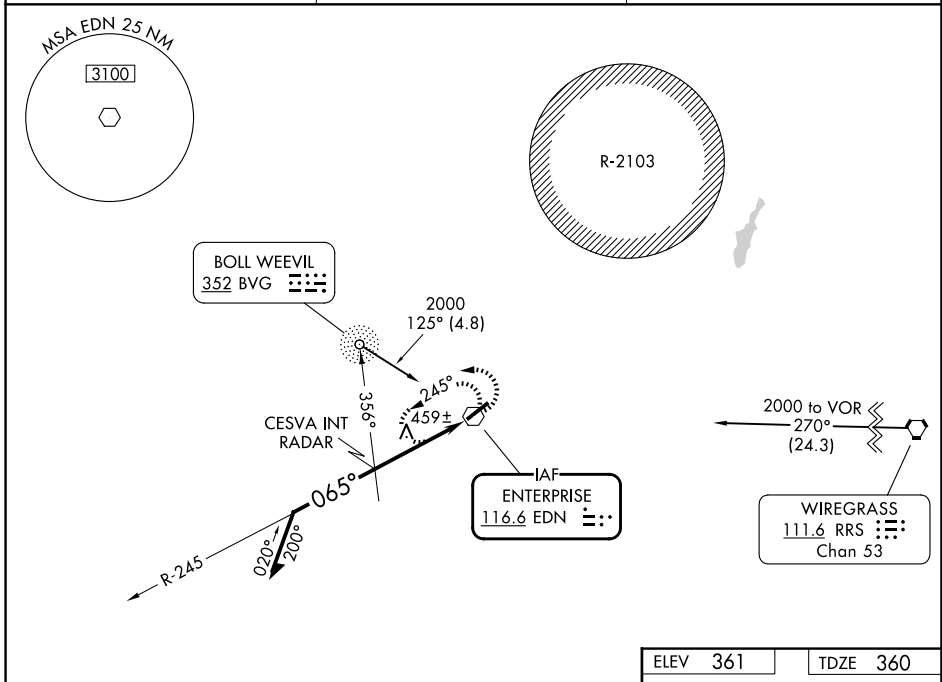 MSA EDN 25 NM
3100
R-2103
BOLL WEEVIL
352 BVG
2000
125° (4.8)
245°
459±
356°
CESVA INT
RADAR
065°
IAF
ENTERPRISE
116.6 EDN
2000 to VOR
270°
(24.3)
WIREGRASS
111.6 RRS
Chan 53
020°
200°
R-245
ELEV 361
TDZE 360